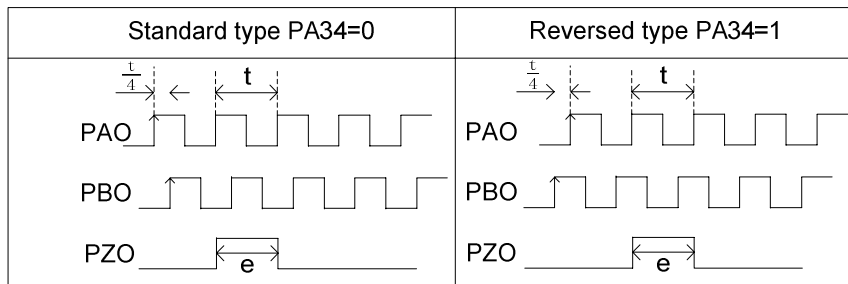 Standard type PA34=0
Reversed type PA34=1
t/4
t
PAO
PBO
PZO
e
t/4
t
PAO
PBO
PZO
e